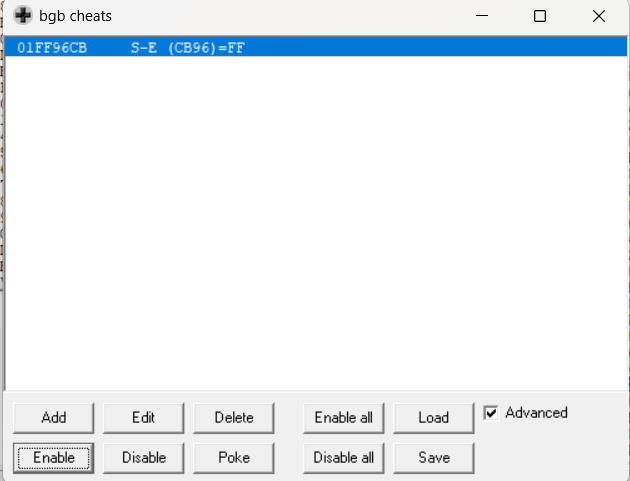 bgb cheats
01FF96CB S-E (CB96)=FF
Add Edit Delete Enable all Load Advanced
Enable Disable Poke Disable all Save